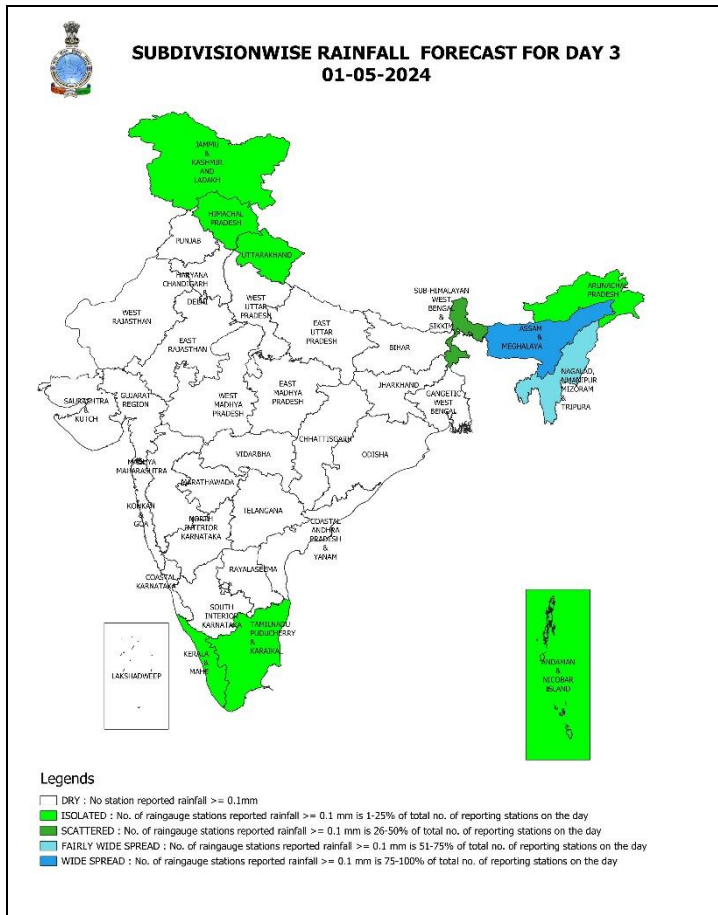 SUBDIVISIONWISE RAINFALL FORECAST FOR DAY 3
01-05-2024
JAMMU
&
KASHMIR
AND
LADAKH
HIMACHAL
PRADESH
PUNJAB
UTTARAKHAND
HARYANA
CHANDIGARH
&
DELHI
WEST
RAJASTHAN
WEST
UTTAR
PRADESH
EAST
UTTAR
PRADESH
SUB-HIMALAYAN
WEST
BENGAL
&
SIKKIM
ARUNACHAL
PRADESH
ASSAM
&
MEGHALAYA
EAST
RAJASTHAN
BIHAR
NAGALAD,
MANIPUR
MIZORAM
&
TRIPURA
SAURASHTRA
&
KUTCH
GUJARAT
REGION
WEST
MADHYA
PRADESH
EAST
MADHYA
PRADESH
JHARKHAND
GANGETIC
WEST
BENGAL
CHHATTISGARH
ODISHA
MADHYA
MAHARASHTRA
VIDARBHA
MARATHAWADA
KONKAN
&
GOA
NORTH
INTERIOR
KARNATAKA
TELANGANA
COASTAL
ANDHRA
PRADESH
&
YANAM
COASTAL
KARNATAKA
RAYALASEEMA
SOUTH
INTERIOR
KARNATAKA
TAMILNADU
PUDUCHERRY
&
KARAIKAL
KERALA
&
MAHE
LAKSHADWEEP
ANDAMAN
&
NICOBAR
ISLAND
Legends
DRY : No station reported rainfall >= 0.1mm
ISOLATED : No. of raingauge stations reported rainfall >= 0.1 mm is 1-25% of total no. of reporting stations on the day
SCATTERED : No. of raingauge stations reported rainfall >= 0.1 mm is 26-50% of total no. of reporting stations on the day
FAIRLY WIDE SPREAD : No. of raingauge stations reported rainfall >= 0.1 mm is 51-75% of total no. of reporting stations on the day
WIDE SPREAD : No. of raingauge stations reported rainfall >= 0.1 mm is 75-100% of total no. of reporting stations on the day